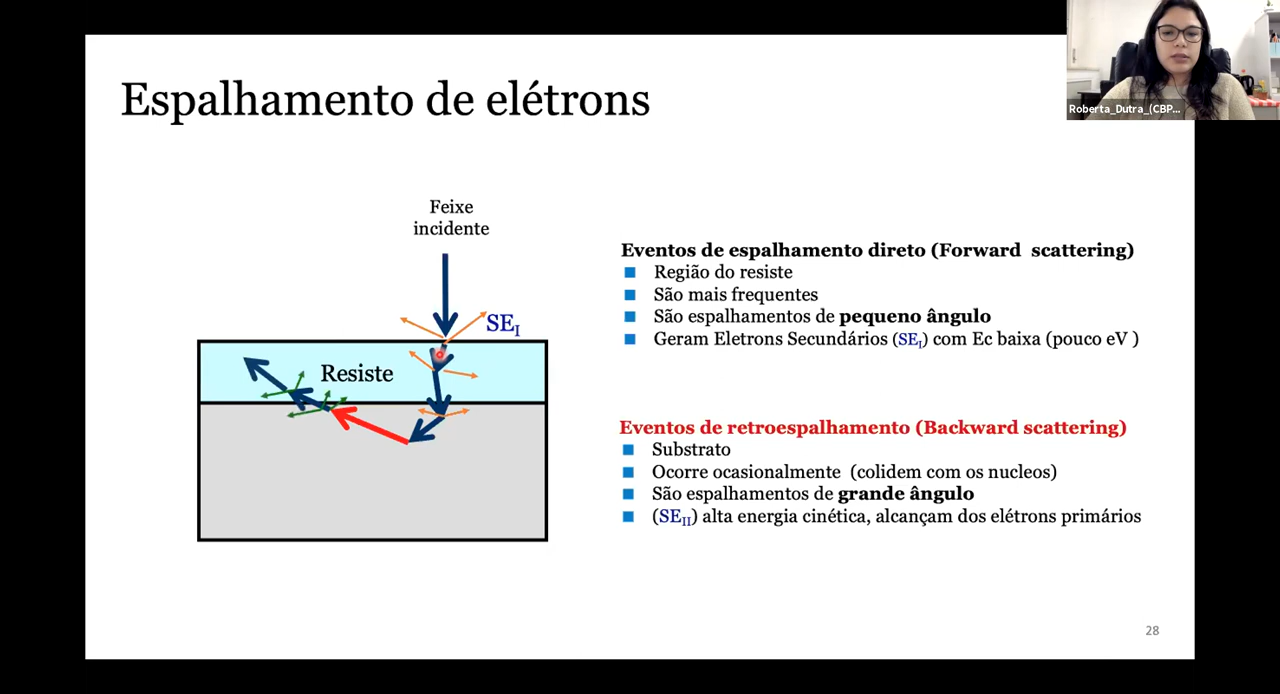 Roberta_Dutra_(CBP...
Espalhamento de elétrons
Feixe
incidente
SE_I
Resiste
Eventos de espalhamento direto (Forward scattering)
Região do resiste
São mais frequentes
São espalhamentos de pequeno ângulo
Geram Eletrons Secundários (SE_I) com Ec baixa (pouco eV )
Eventos de retroespalhamento (Backward scattering)
Substrato
Ocorre ocasionalmente (colidem com os nucleos)
São espalhamentos de grande ângulo
(SE_II) alta energia cinética, alcançam dos elétrons primários
28